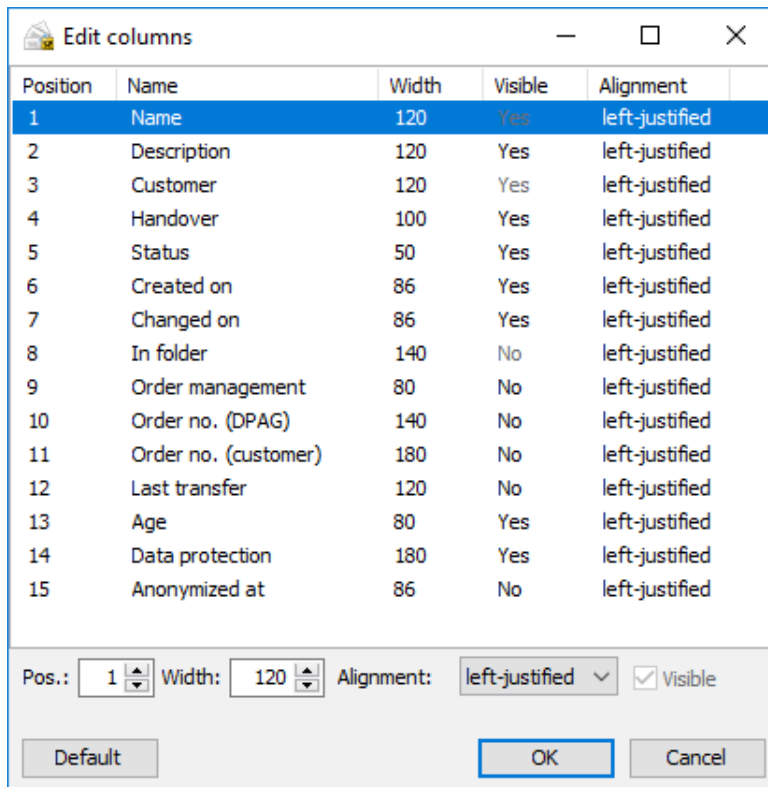 Edit columns
Position Name Width Visible Alignment
1 Name 120 Yes left-justified
2 Description 120 Yes left-justified
3 Customer 120 Yes left-justified
4 Handover 100 Yes left-justified
5 Status 50 Yes left-justified
6 Created on 86 Yes left-justified
7 Changed on 86 Yes left-justified
8 In folder 140 No left-justified
9 Order management 80 No left-justified
10 Order no. (DPAG) 140 No left-justified
11 Order no. (customer) 180 No left-justified
12 Last transfer 120 No left-justified
13 Age 80 Yes left-justified
14 Data protection 180 Yes left-justified
15 Anonymized at 86 No left-justified
Pos.: 1 Width: 120 Alignment: left-justified Visible
Default OK Cancel